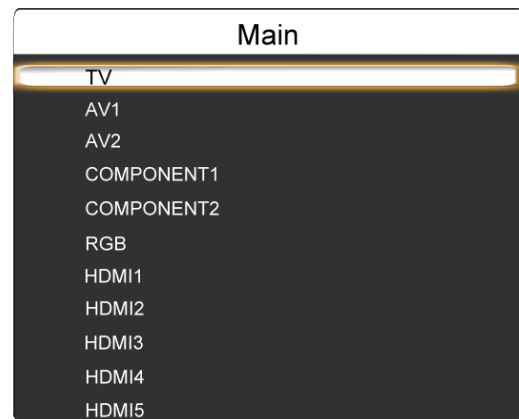 Main
TV
AV1
AV2
COMPONENT1
COMPONENT2
RGB
HDMI1
HDMI2
HDMI3
HDMI4
HDMI5